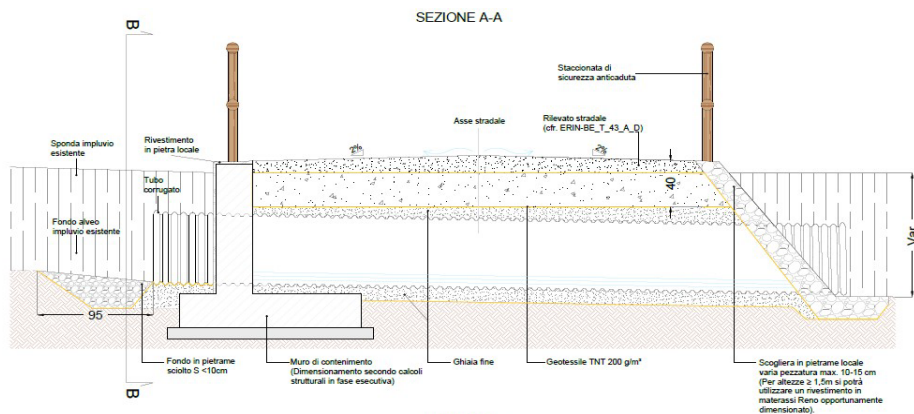 SEZIONE A-A
B
Staccionata di
sicurezza anticaduta
Sponda impluvio
esistente
Rivestimento
in pietra locale
Asse stradale
Rilevato stradale
(cfr. ERIN-BE_T_43_A_D)
2%
2%
Tubo
corrugato
40
Fondo alveo
impluvio esistente
Var.
95
Fondo in pietrame
sciolto S <10cm
Muro di contenimento
(Dimensionamento secondo calcoli
strutturali in fase esecutiva)
Ghiaia fine
Geotessile TNT 200 g/m²
Scogliera in pietrame locale
varia pezzatura max. 10-15 cm
(Per altezze ≥ 1,5m si potrà
utilizzare un rivestimento in
materassi Reno opportunamente
dimensionato).
B